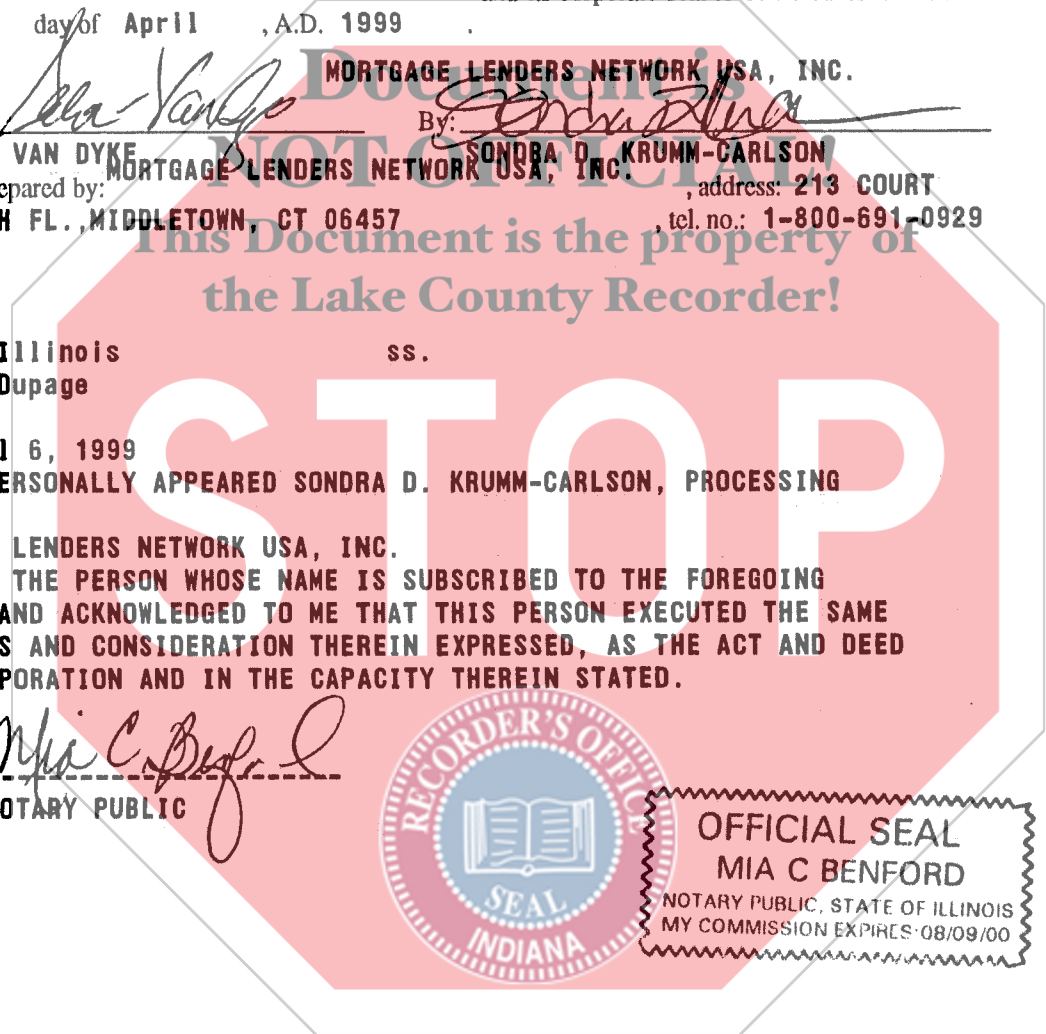 day of April , A.D. 1999 .
MORTGAGE LENDERS NETWORK USA, INC.
Document is
By:
NOT OFFICIAL!
VAN DYKE
SONDRA D. KRUMM-CARLSON
epared by: MORTGAGE LENDERS NETWORK USA, INC. , address: 213 COURT
H FL., MIDDLETOWN, CT 06457 , tel. no.: 1-800-691-0929
This Document is the property of
the Lake County Recorder!
Illinois ss.
Dupage
STOP
l 6, 1999
ERSONALLY APPEARED SONDRA D. KRUMM-CARLSON, PROCESSING
LENDERS NETWORK USA, INC.
THE PERSON WHOSE NAME IS SUBSCRIBED TO THE FOREGOING
AND ACKNOWLEDGED TO ME THAT THIS PERSON EXECUTED THE SAME
S AND CONSIDERATION THEREIN EXPRESSED, AS THE ACT AND DEED
PORATION AND IN THE CAPACITY THEREIN STATED.
Mia C. Benford
OTARY PUBLIC
RECORDER'S OFFICE
SEAL
INDIANA
OFFICIAL SEAL
MIA C BENFORD
NOTARY PUBLIC, STATE OF ILLINOIS
MY COMMISSION EXPIRES 08/09/00